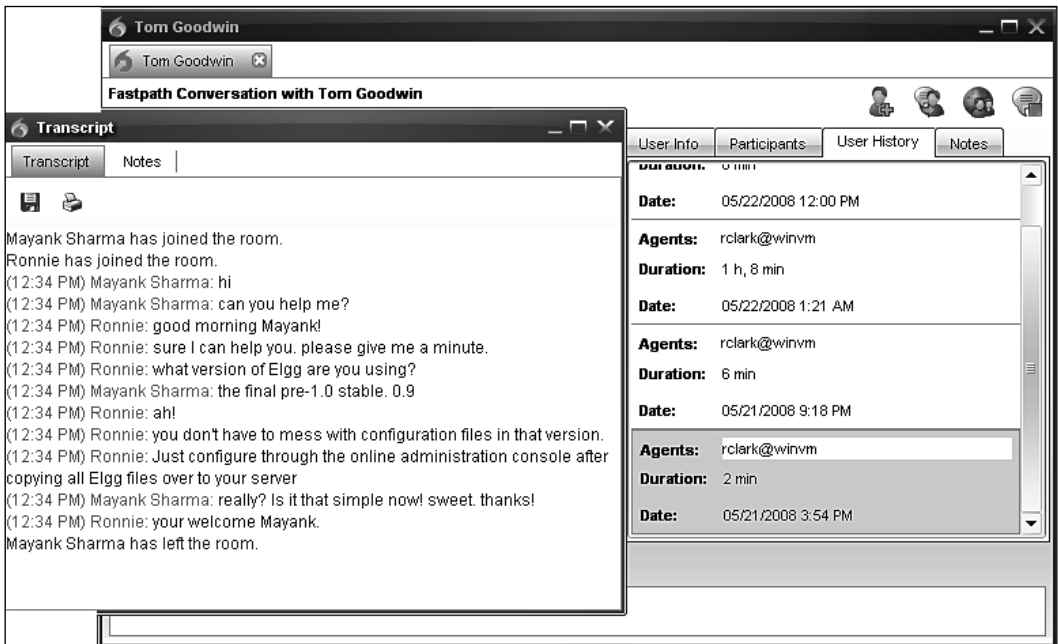 Tom Goodwin
Tom Goodwin
Fastpath Conversation with Tom Goodwin
Transcript
Transcript Notes
Mayank Sharma has joined the room.
Ronnie has joined the room.
(12:34 PM) Mayank Sharma: hi
(12:34 PM) Mayank Sharma: can you help me?
(12:34 PM) Ronnie: good morning Mayank!
(12:34 PM) Ronnie: sure I can help you. please give me a minute.
(12:34 PM) Ronnie: what version of Elgg are you using?
(12:34 PM) Mayank Sharma: the final pre-1.0 stable. 0.9
(12:34 PM) Ronnie: ah!
(12:34 PM) Ronnie: you don't have to mess with configuration files in that version.
(12:34 PM) Ronnie: Just configure through the online administration console after
copying all Elgg files over to your server
(12:34 PM) Mayank Sharma: really? Is it that simple now! sweet. thanks!
(12:34 PM) Ronnie: your welcome Mayank.
Mayank Sharma has left the room.
User Info Participants User History Notes
Duration:
Date: 05/22/2008 12:00 PM
Agents: rclark@winvm
Duration: 1 h, 8 min
Date: 05/22/2008 1:21 AM
Agents: rclark@winvm
Duration: 6 min
Date: 05/21/2008 9:18 PM
Agents: rclark@winvm
Duration: 2 min
Date: 05/21/2008 3:54 PM